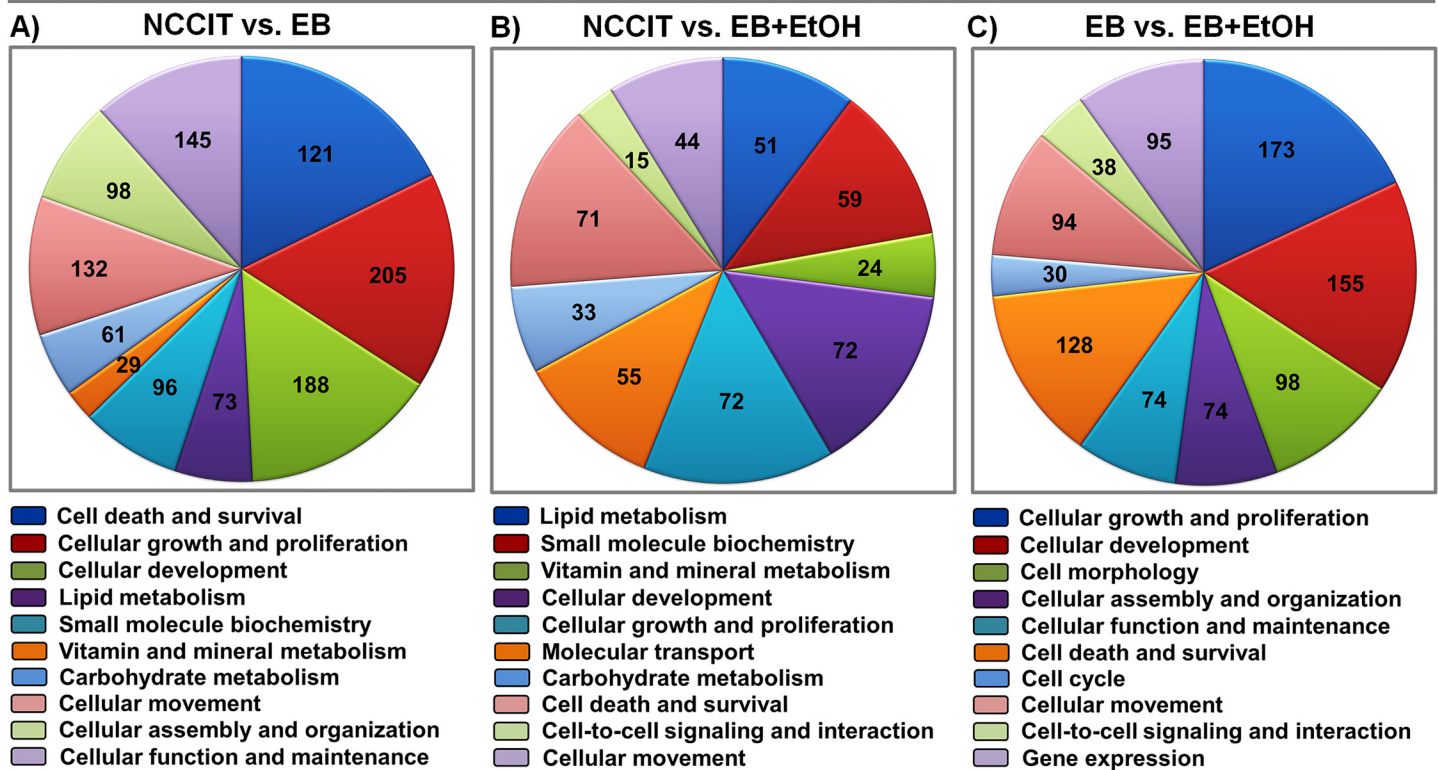 A) NCCIT vs. EB
121
205
188
73
96
29
61
132
98
145
Cell death and survival
Cellular growth and proliferation
Cellular development
Lipid metabolism
Small molecule biochemistry
Vitamin and mineral metabolism
Carbohydrate metabolism
Cellular movement
Cellular assembly and organization
Cellular function and maintenance
B) NCCIT vs. EB+EtOH
51
59
24
72
72
55
33
71
15
44
Lipid metabolism
Small molecule biochemistry
Vitamin and mineral metabolism
Cellular development
Cellular growth and proliferation
Molecular transport
Carbohydrate metabolism
Cell death and survival
Cell-to-cell signaling and interaction
Cellular movement
C) EB vs. EB+EtOH
173
155
98
74
74
128
30
94
38
95
Cellular growth and proliferation
Cellular development
Cell morphology
Cellular assembly and organization
Cellular function and maintenance
Cell death and survival
Cell cycle
Cellular movement
Cell-to-cell signaling and interaction
Gene expression